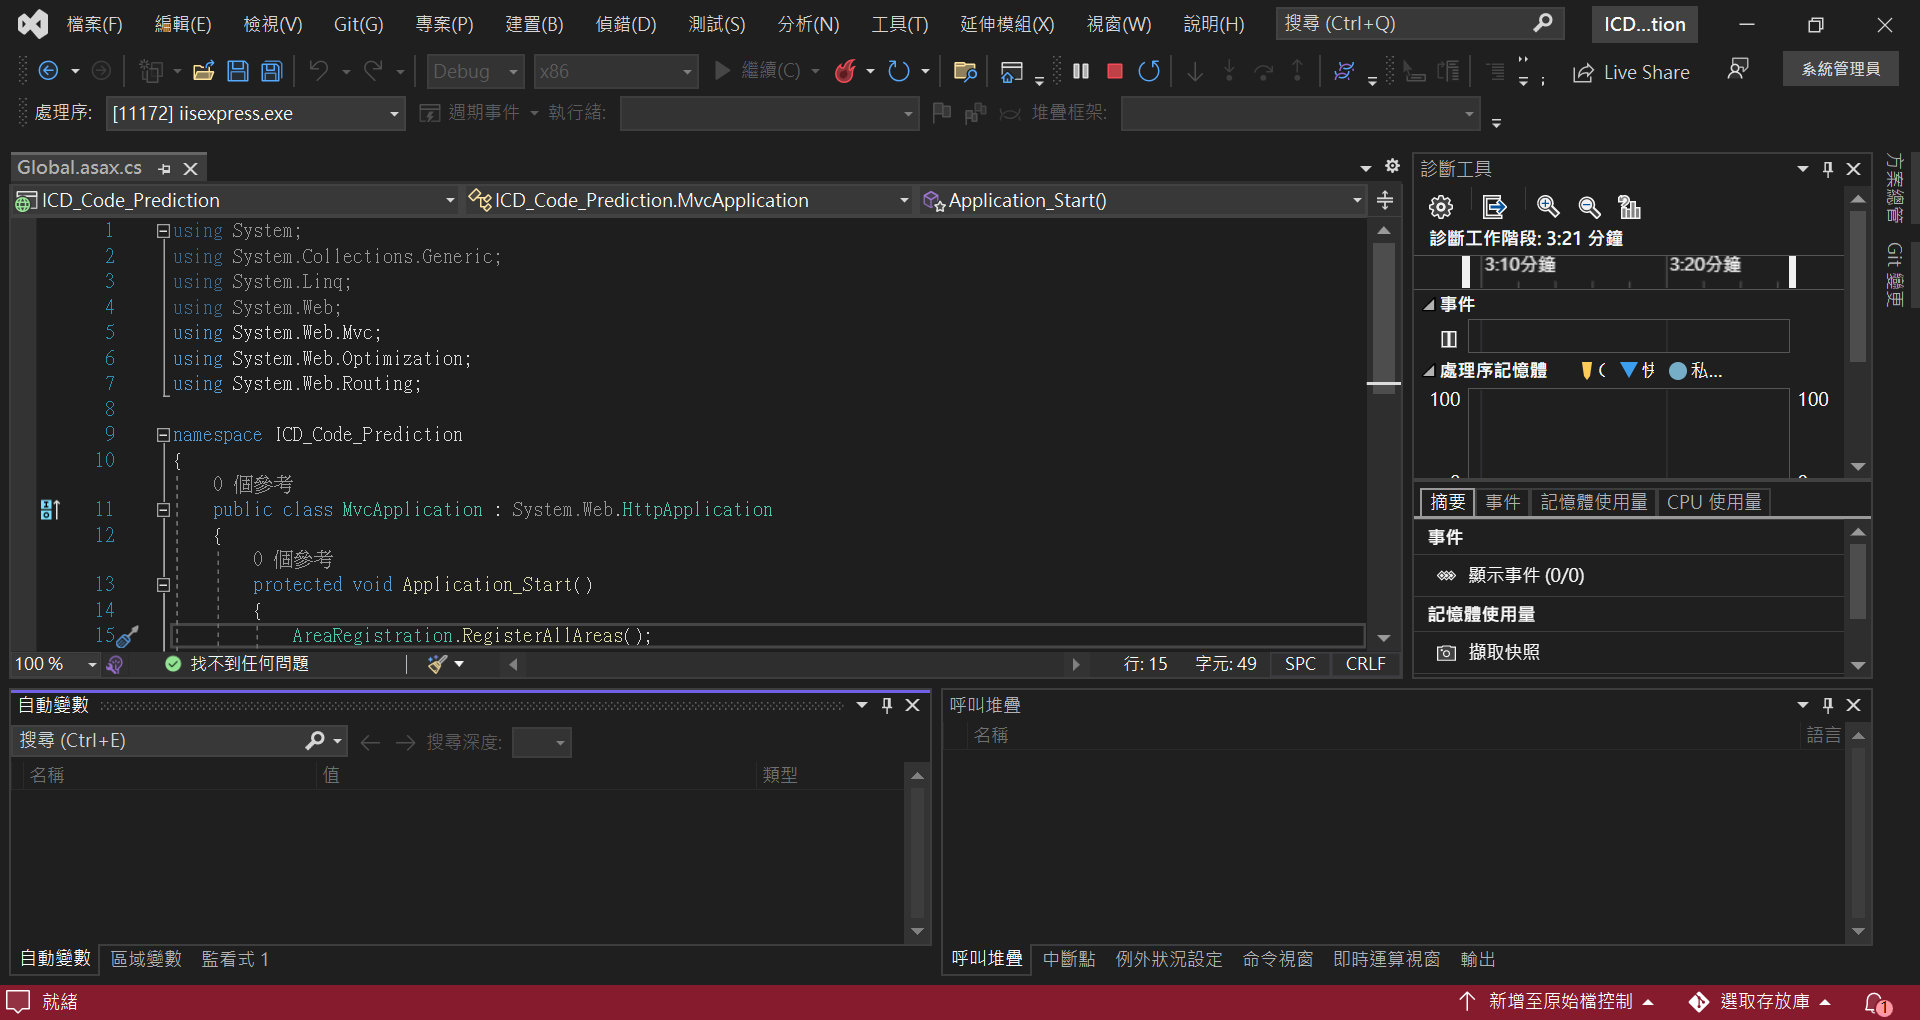 檔案(F) 編輯(E) 檢視(V) Git(G) 專案(P) 建置(B) 偵錯(D) 測試(S) 分析(N) 工具(T) 延伸模組(X) 視窗(W) 說明(H) 搜尋 (Ctrl+Q) ICD...tion
Debug x86 繼續(C) Live Share 系統管理員
處理序: [11172] iisexpress.exe 週期事件 執行緒: 堆疊框架:
Global.asax.cs
ICD_Code_Prediction ICD_Code_Prediction.MvcApplication Application_Start()
1 using System;
2 using System.Collections.Generic;
3 using System.Linq;
4 using System.Web;
5 using System.Web.Mvc;
6 using System.Web.Optimization;
7 using System.Web.Routing;
8
9 namespace ICD_Code_Prediction
10 {
0 個參考
11 public class MvcApplication : System.Web.HttpApplication
12 {
0 個參考
13 protected void Application_Start()
14 {
15 AreaRegistration.RegisterAllAreas();
100 % 找不到任何問題 行: 15 字元: 49 SPC CRLF
診斷工具
診斷工作階段: 3:21 分鐘
3:10分鐘 3:20分鐘
事件
處理序記憶體 快 私...
100 100
摘要 事件 記憶體使用量 CPU 使用量
事件
顯示事件 (0/0)
記憶體使用量
擷取快照
方案總管
Git 變更
自動變數
搜尋 (Ctrl+E) 搜尋深度:
名稱 值 類型
自動變數 區域變數 監看式 1
呼叫堆疊
名稱 語言
呼叫堆疊 中斷點 例外狀況設定 命令視窗 即時運算視窗 輸出
就緒 新增至原始檔控制 選取存放庫 1